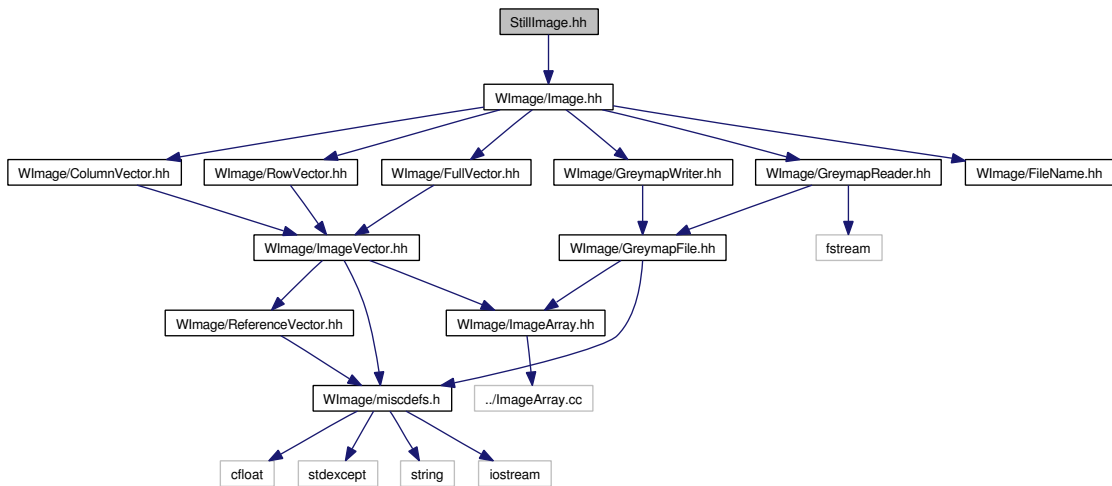 StillImage.hh
WImage/Image.hh
WImage/ColumnVector.hh
WImage/RowVector.hh
WImage/FullVector.hh
WImage/GreymapWriter.hh
WImage/GreymapReader.hh
WImage/FileName.hh
WImage/ImageVector.hh
WImage/GreymapFile.hh
fstream
WImage/ReferenceVector.hh
WImage/ImageArray.hh
WImage/miscdefs.h
../ImageArray.cc
cfloat
stdexcept
string
iostream